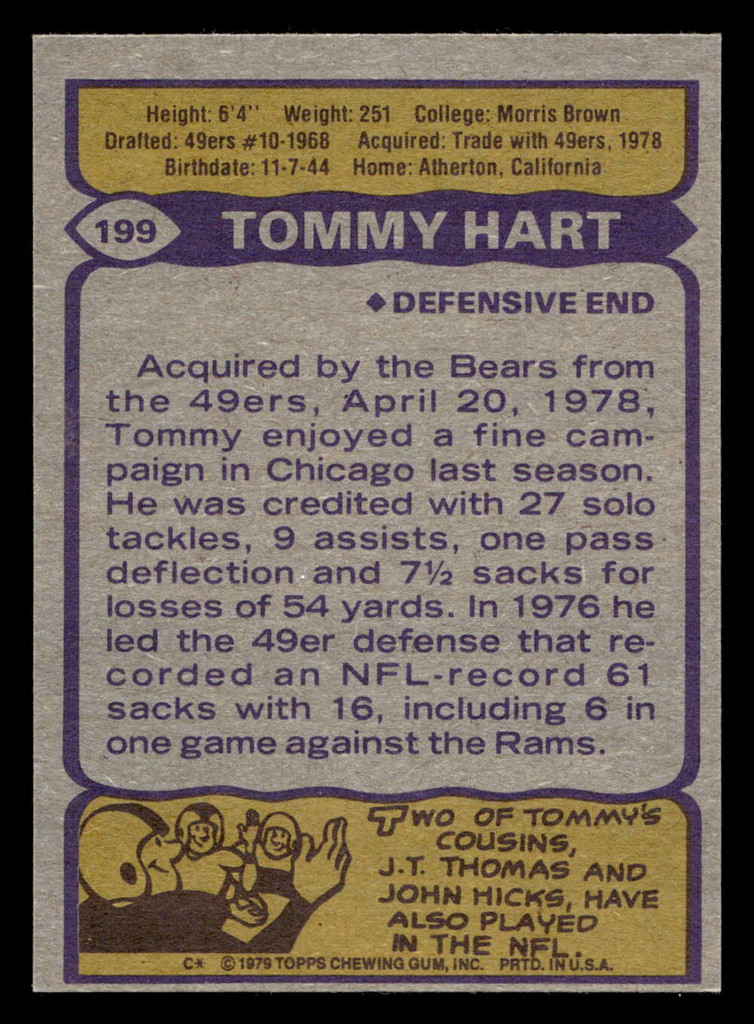 Height: 6'4" Weight: 251 College: Morris Brown
Drafted: 49ers #10-1968 Acquired: Trade with 49ers, 1978
Birthdate: 11-7-44 Home: Atherton, California
199 TOMMY HART
◆ DEFENSIVE END
Acquired by the Bears from
the 49ers, April 20, 1978,
Tommy enjoyed a fine cam-
paign in Chicago last season.
He was credited with 27 solo
tackles, 9 assists, one pass
deflection and 7½ sacks for
losses of 54 yards. In 1976 he
led the 49er defense that re-
corded an NFL-record 61
sacks with 16, including 6 in
one game against the Rams.
TWO OF TOMMY'S
COUSINS,
J.T. THOMAS AND
JOHN HICKS, HAVE
ALSO PLAYED
IN THE NFL.
C* © 1979 TOPPS CHEWING GUM, INC. PRTD. IN U.S.A.